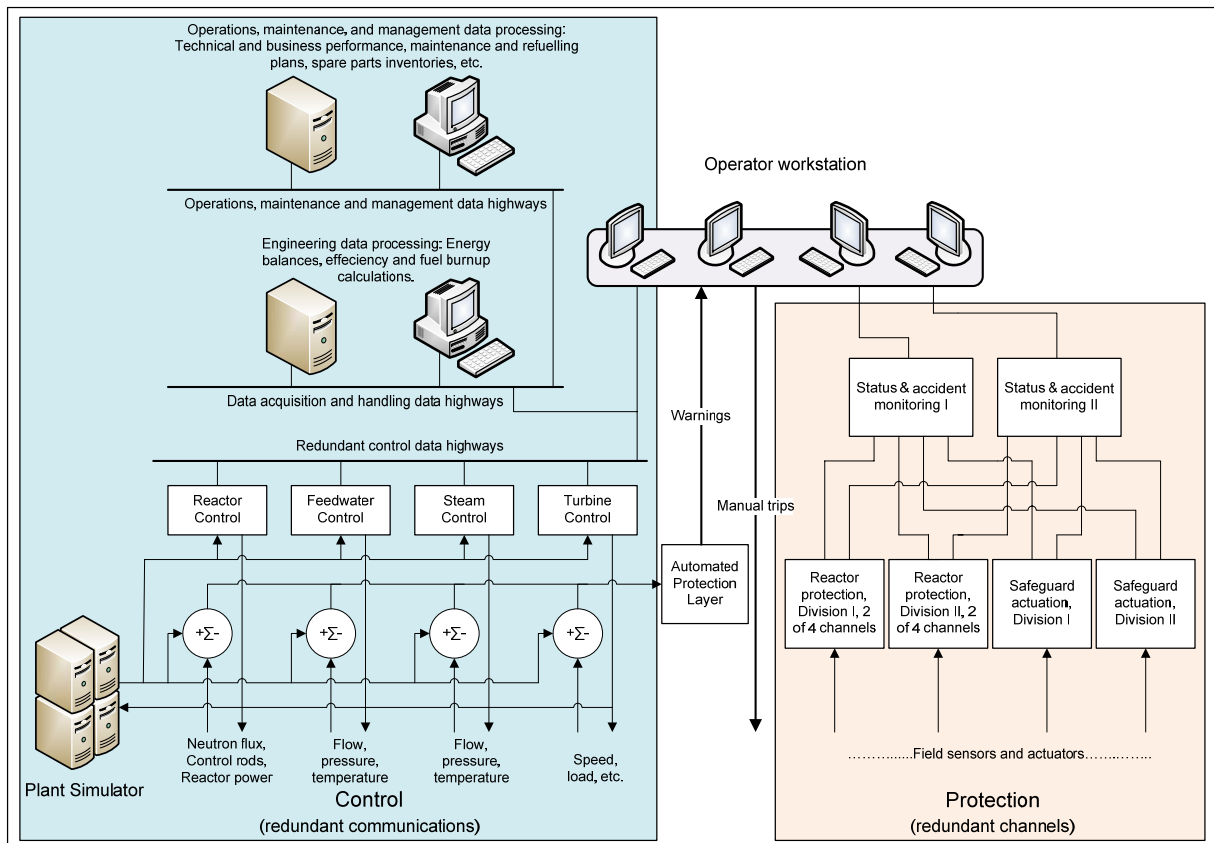 Operations, maintenance, and management data processing:
Technical and business performance, maintenance and refuelling
plans, spare parts inventories, etc.
Operations, maintenance and management data highways
Operator workstation
Engineering data processing: Energy
balances, effeciency and fuel burnup
calculations.
Data acquisition and handling data highways
Redundant control data highways
Reactor
Control
Feedwater
Control
Steam
Control
Turbine
Control
+Σ-
+Σ-
+Σ-
+Σ-
Plant Simulator
Neutron flux,
Control rods,
Reactor power
Flow,
pressure,
temperature
Flow,
pressure,
temperature
Speed,
load, etc.
Control
(redundant communications)
Warnings
Manual trips
Automated
Protection
Layer
Status & accident
monitoring I
Status & accident
monitoring II
Reactor
protection,
Division I, 2
of 4 channels
Reactor
protection,
Division II, 2
of 4 channels
Safeguard
actuation,
Division I
Safeguard
actuation,
Division II
………......Field sensors and actuators……..……..
Protection
(redundant channels)